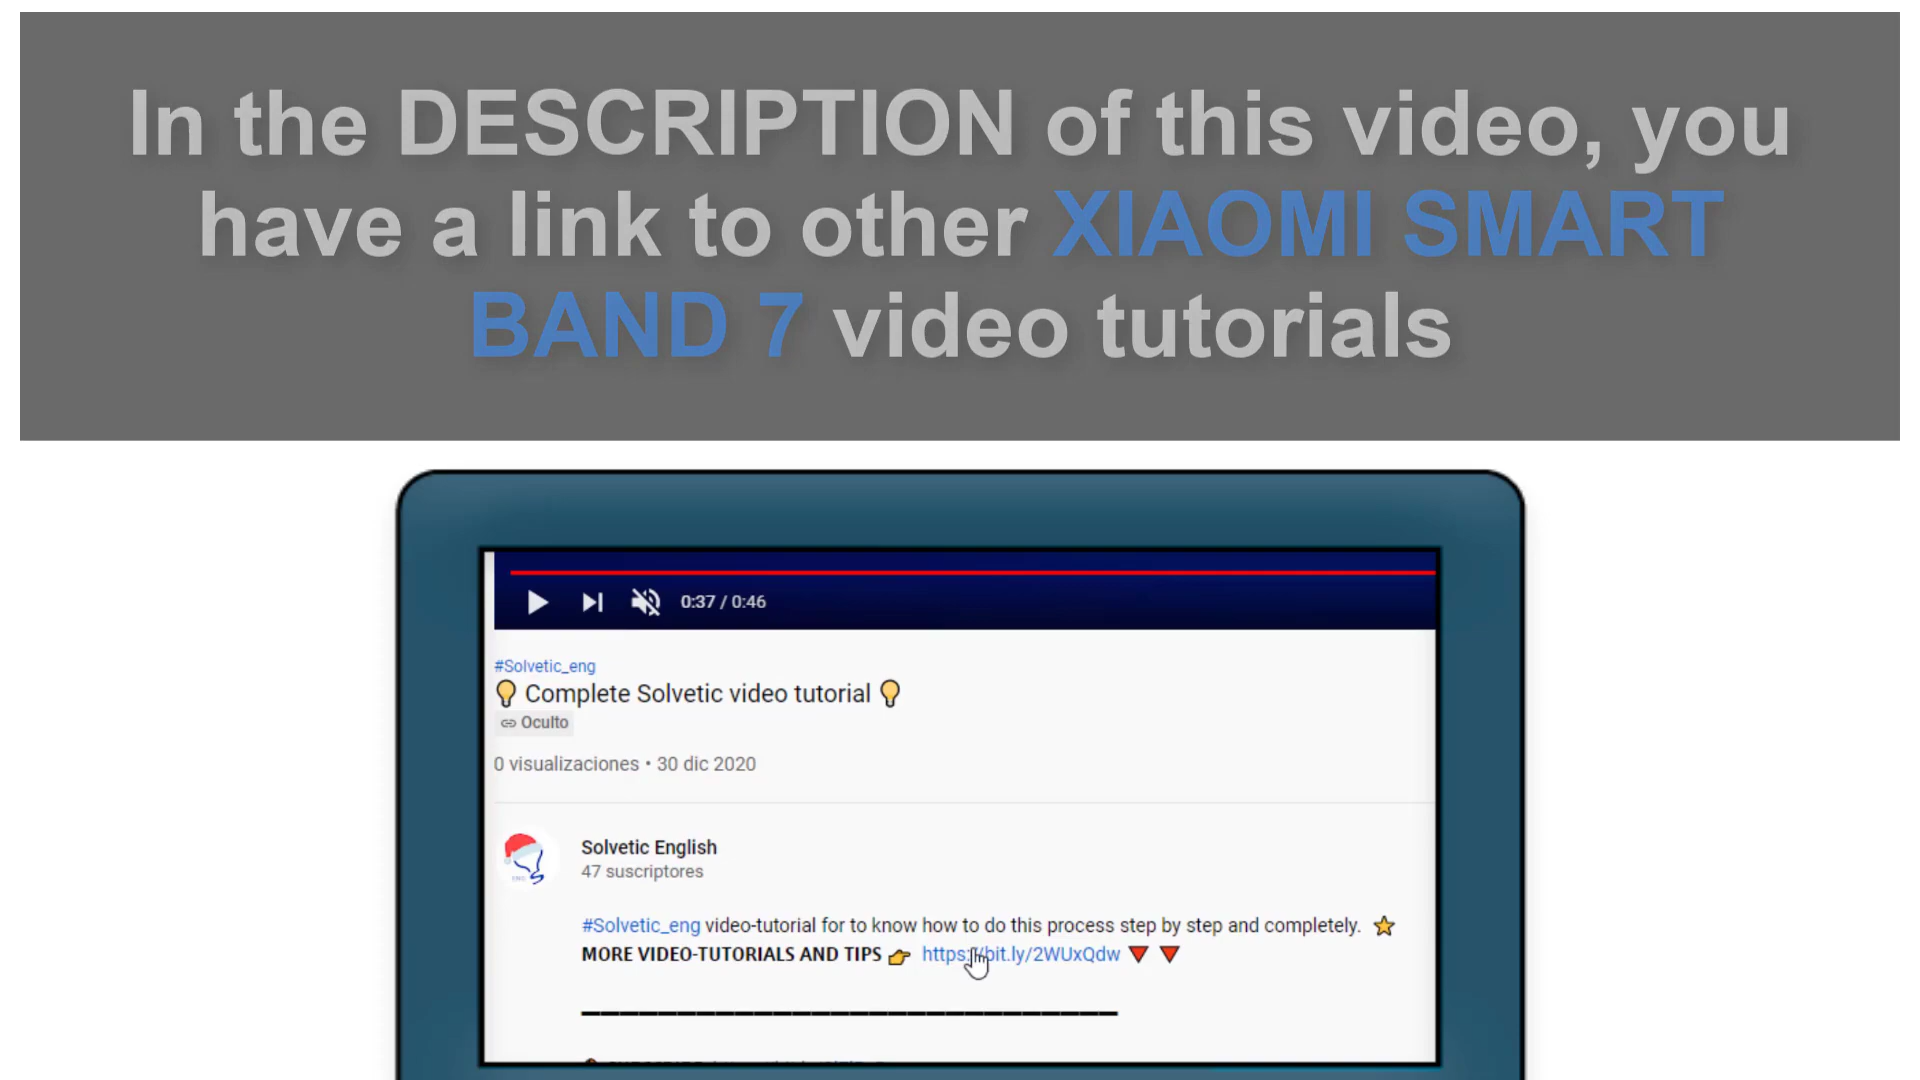 In the DESCRIPTION of this video, you
have a link to other XIAOMI SMART
BAND 7 video tutorials
0:37 / 0:46
#Solvetic_eng
Complete Solvetic video tutorial
Oculto
0 visualizaciones • 30 dic 2020
Solvetic English
47 suscriptores
#Solvetic_eng video-tutorial for to know how to do this process step by step and completely.
MORE VIDEO-TUTORIALS AND TIPS https://bit.ly/2WUxQdw